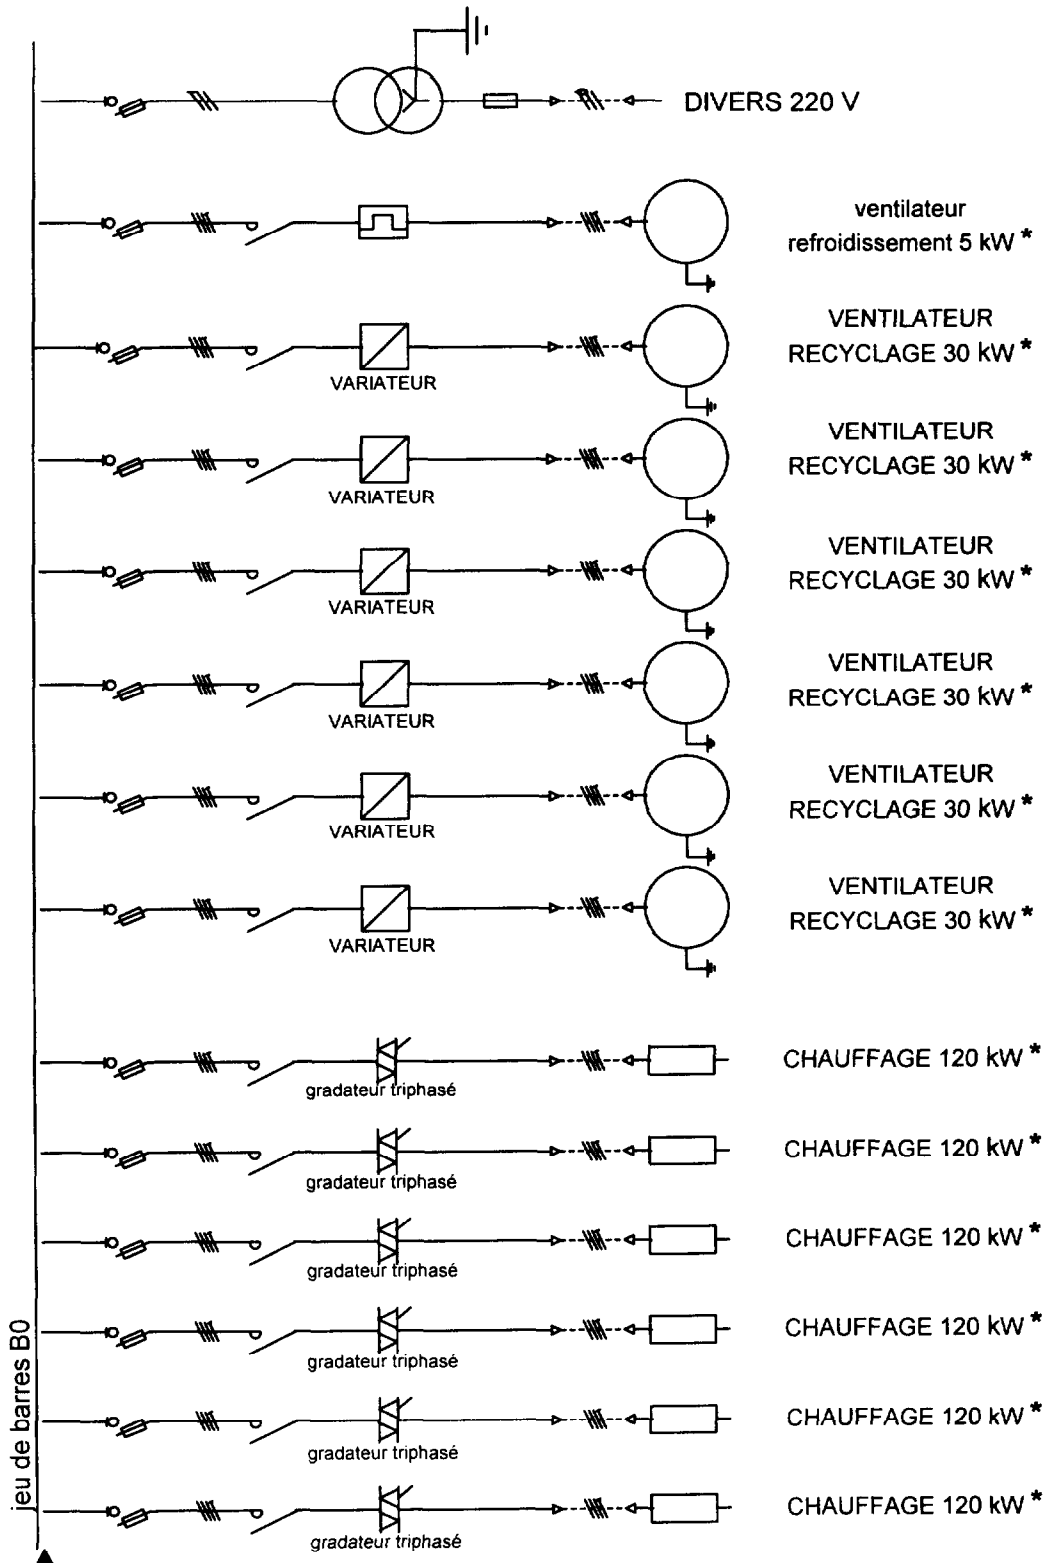 DIVERS 220 V
ventilateur
refroidissement 5 kW *
VENTILATEUR
RECYCLAGE 30 kW *
VARIATEUR
VENTILATEUR
RECYCLAGE 30 kW *
VARIATEUR
VENTILATEUR
RECYCLAGE 30 kW *
VARIATEUR
VENTILATEUR
RECYCLAGE 30 kW *
VARIATEUR
VENTILATEUR
RECYCLAGE 30 kW *
VARIATEUR
VENTILATEUR
RECYCLAGE 30 kW *
VARIATEUR
CHAUFFAGE 120 kW *
gradateur triphasé
CHAUFFAGE 120 kW *
gradateur triphasé
CHAUFFAGE 120 kW *
gradateur triphasé
CHAUFFAGE 120 kW *
gradateur triphasé
CHAUFFAGE 120 kW *
gradateur triphasé
CHAUFFAGE 120 kW *
gradateur triphasé
jeu de barres B0